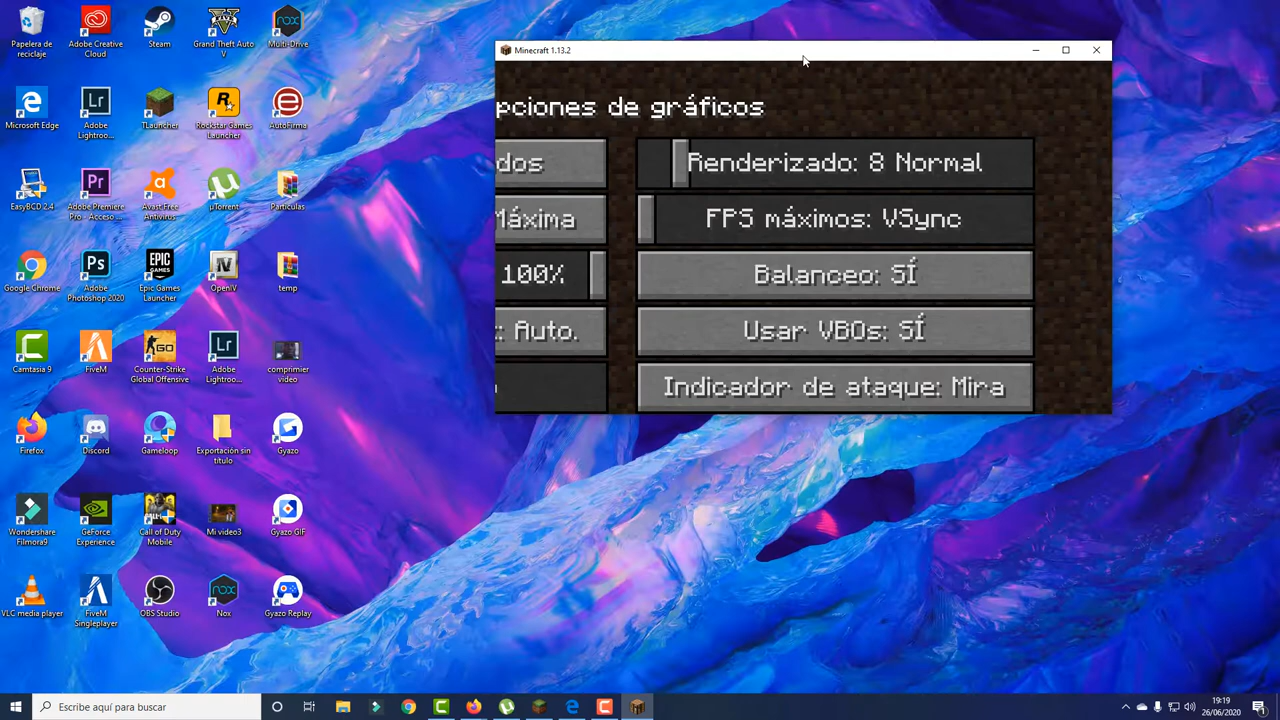 Papelera de
reciclaje
Adobe Creative
Cloud
Steam
Grand Theft Auto
V
Multi-Drive
Microsoft Edge
Adobe
Lightroo...
TLauncher
Rockstar Games
Launcher
AutoFirma
EasyBCD 2.4
Adobe Premiere
Pro - Acceso ...
Avast Free
Antivirus
µTorrent
Particulas
Google Chrome
Adobe
Photoshop 2020
Epic Games
Launcher
OpenIV
temp
Camtasia 9
FiveM
Counter-Strike
Global Offensive
Adobe
Lightroo...
comprimier
video
Firefox
Discord
Gameloop
Exportación sin
título
Gyazo
Wondershare
Filmora9
GeForce
Experience
Call of Duty
Mobile
Mi video3
Gyazo GIF
VLC media player
FiveM
Singleplayer
OBS Studio
Nox
Gyazo Replay
Minecraft 1.13.2
pciones de gráficos
dos
Renderizado: 8 Normal
Máxima
FPS máximos: VSync
100%
Balanceo: SÍ
: Auto.
Usar VBOs: SÍ
Indicador de ataque: Mira
Escribe aquí para buscar
19:19
26/06/2020